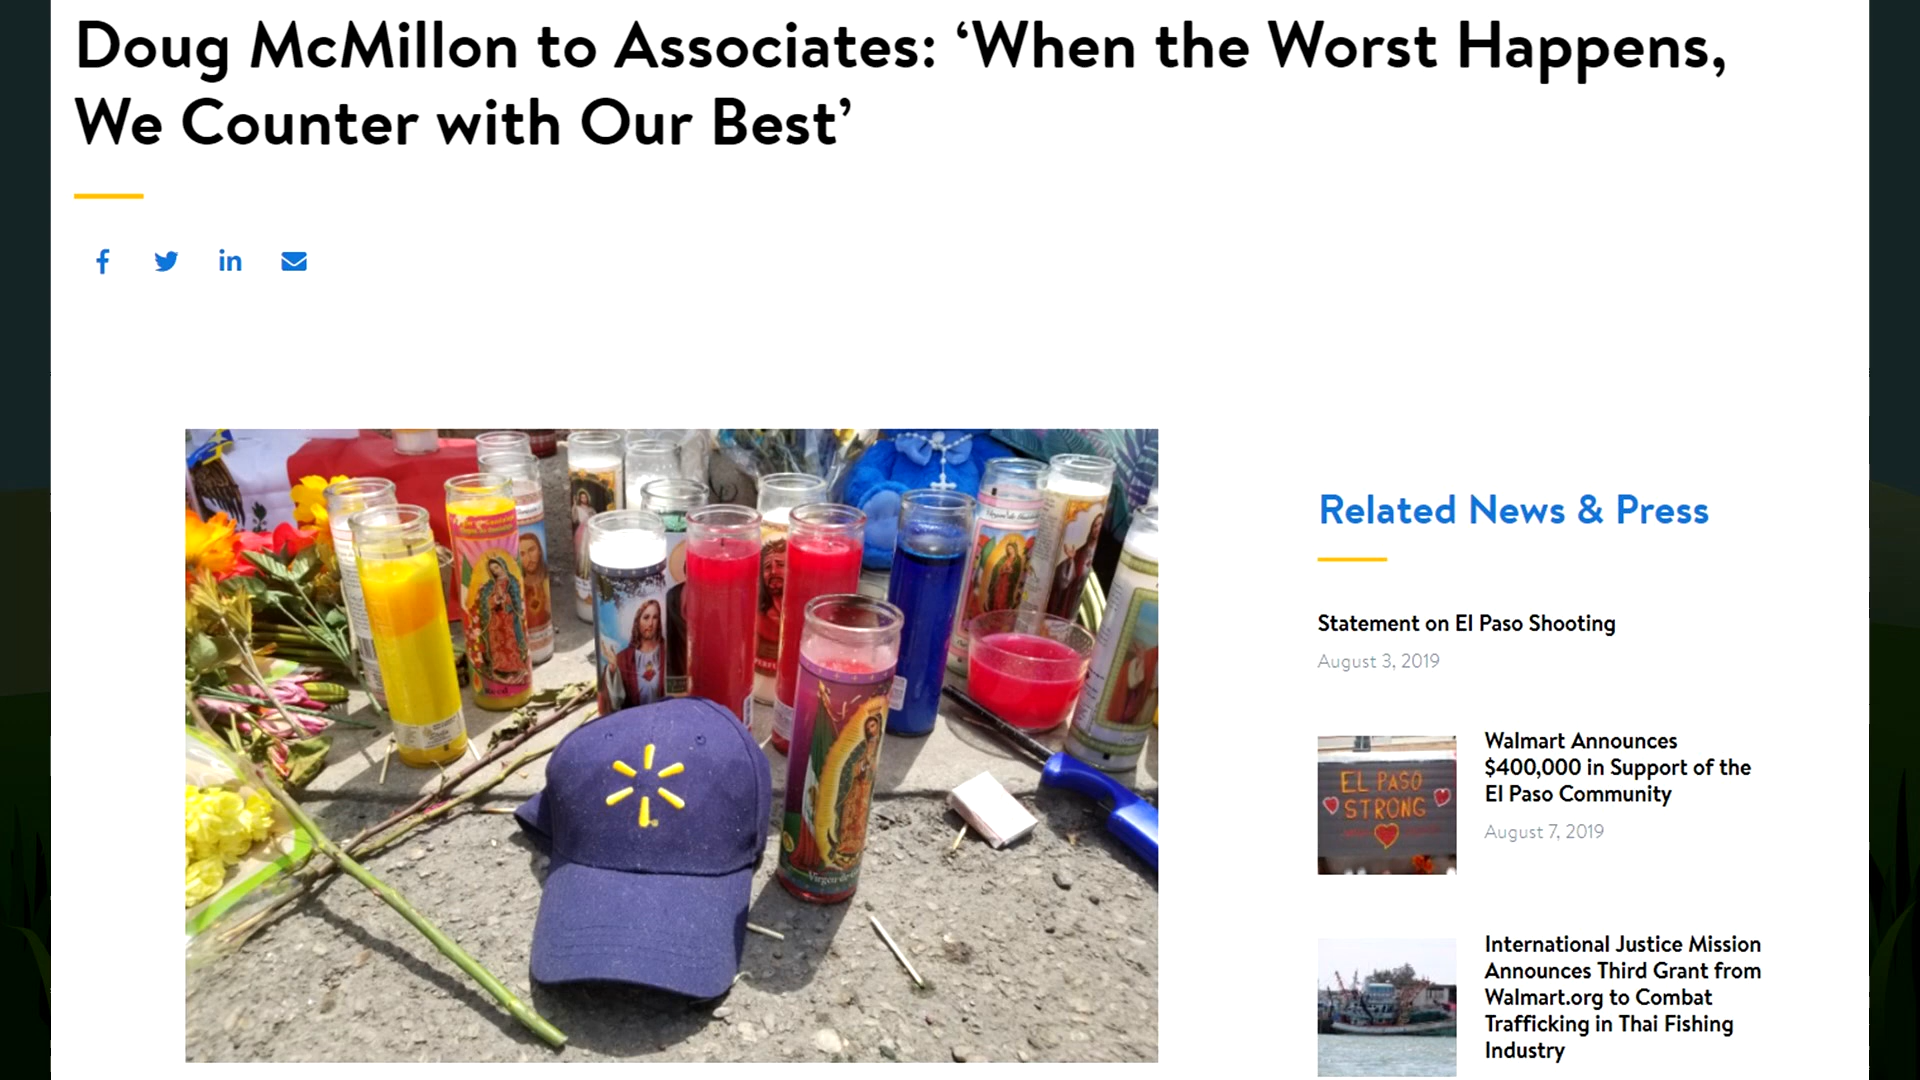 Doug McMillon to Associates: ‘When the Worst Happens,
We Counter with Our Best’
Related News & Press
Statement on El Paso Shooting
August 3, 2019
Walmart Announces
$400,000 in Support of the
El Paso Community
August 7, 2019
EL PASO
STRONG
International Justice Mission
Announces Third Grant from
Walmart.org to Combat
Trafficking in Thai Fishing
Industry